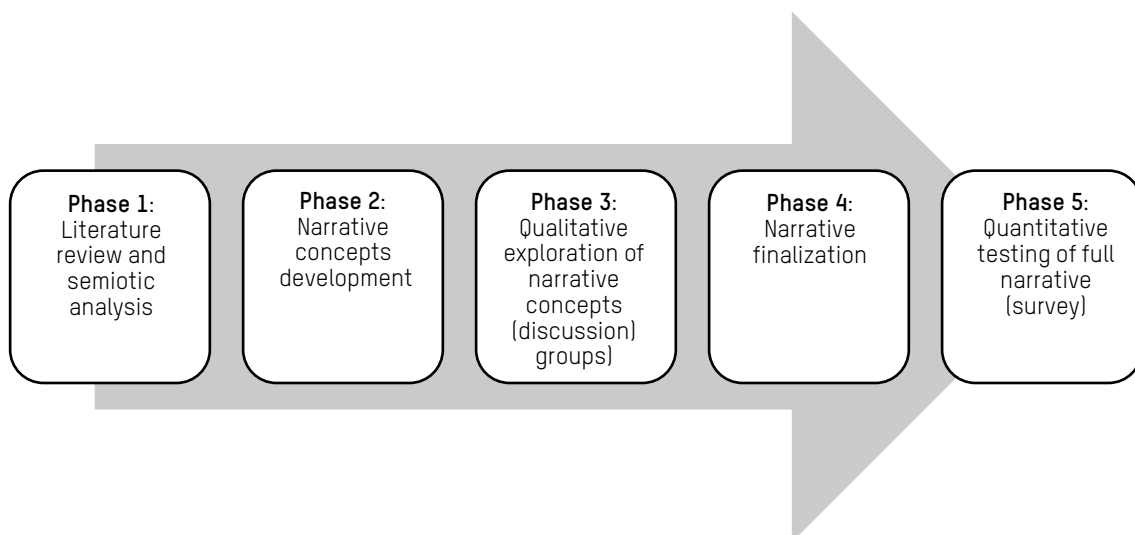 Phase 1:
Literature
review and
semiotic
analysis
Phase 2:
Narrative
concepts
development
Phase 3:
Qualitative
exploration of
narrative
concepts
(discussion)
groups)
Phase 4:
Narrative
finalization
Phase 5:
Quantitative
testing of full
narrative
(survey)